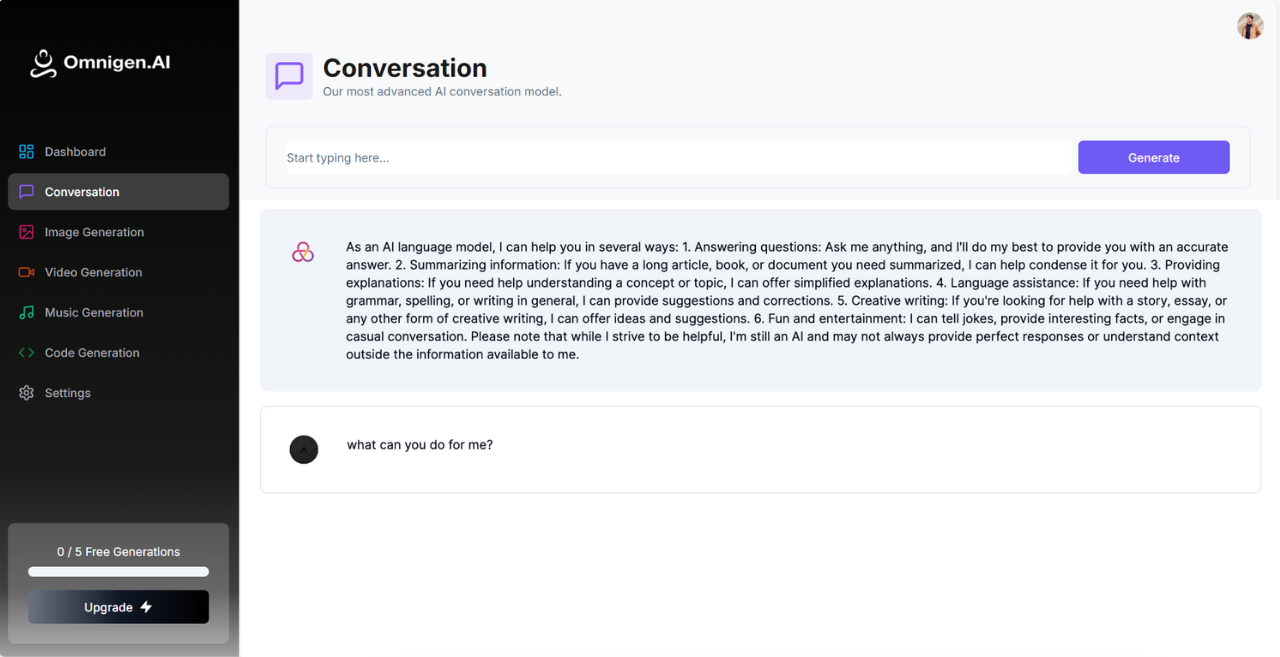 Omnigen.AI
Dashboard
Conversation
Image Generation
Video Generation
Music Generation
Code Generation
Settings
0 / 5 Free Generations
Upgrade
Conversation
Our most advanced AI conversation model.
Start typing here...
Generate
As an AI language model, I can help you in several ways: 1. Answering questions: Ask me anything, and I'll do my best to provide you with an accurate
answer. 2. Summarizing information: If you have a long article, book, or document you need summarized, I can help condense it for you. 3. Providing
explanations: If you need help understanding a concept or topic, I can offer simplified explanations. 4. Language assistance: If you need help with
grammar, spelling, or writing in general, I can provide suggestions and corrections. 5. Creative writing: If you're looking for help with a story, essay, or
any other form of creative writing, I can offer ideas and suggestions. 6. Fun and entertainment: I can tell jokes, provide interesting facts, or engage in
casual conversation. Please note that while I strive to be helpful, I'm still an AI and may not always provide perfect responses or understand context
outside the information available to me.
A
what can you do for me?